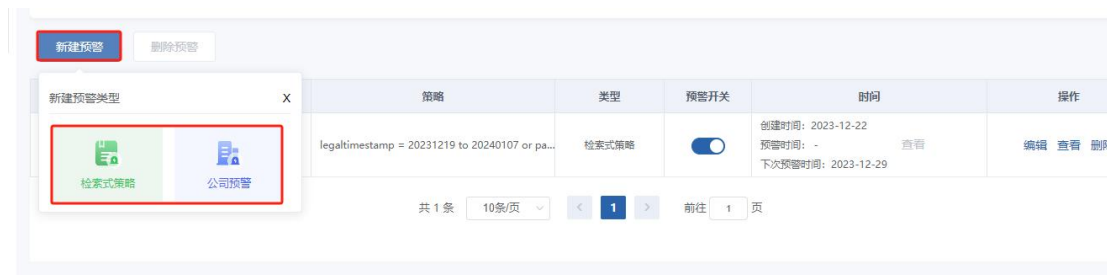 新建预警 删除预警
新建预警类型 X
策略 类型 预警开关 时间 操作
检索式策略 公司预警
legaltimestamp = 20231219 to 20240107 or pa... 检索式策略
创建时间：2023-12-22
预警时间：- 查看
下次预警时间：2023-12-29
编辑 查看 删除
共 1 条 10条/页 < 1 > 前往 1 页